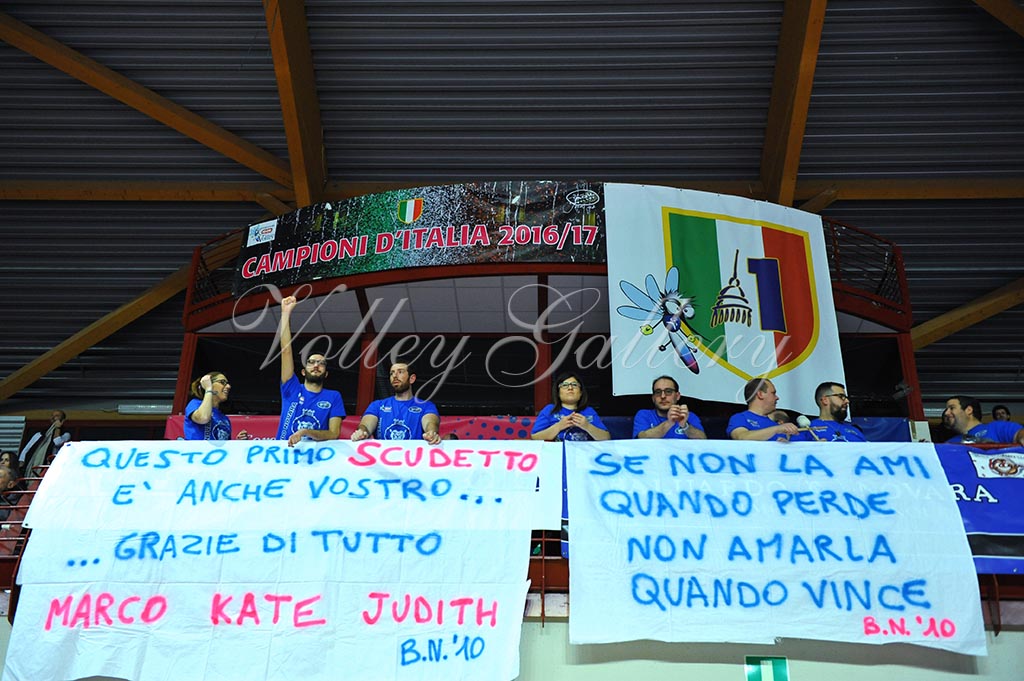 CAMPIONI D'ITALIA 2016/17
1
Volley Gallery
QUESTO PRIMO SCUDETTO
E' ANCHE VOSTRO...
...GRAZIE DI TUTTO
MARCO KATE JUDITH
B.N.'10
SE NON LA AMI
QUANDO PERDE
NON AMARLA
QUANDO VINCE
B.N.'10